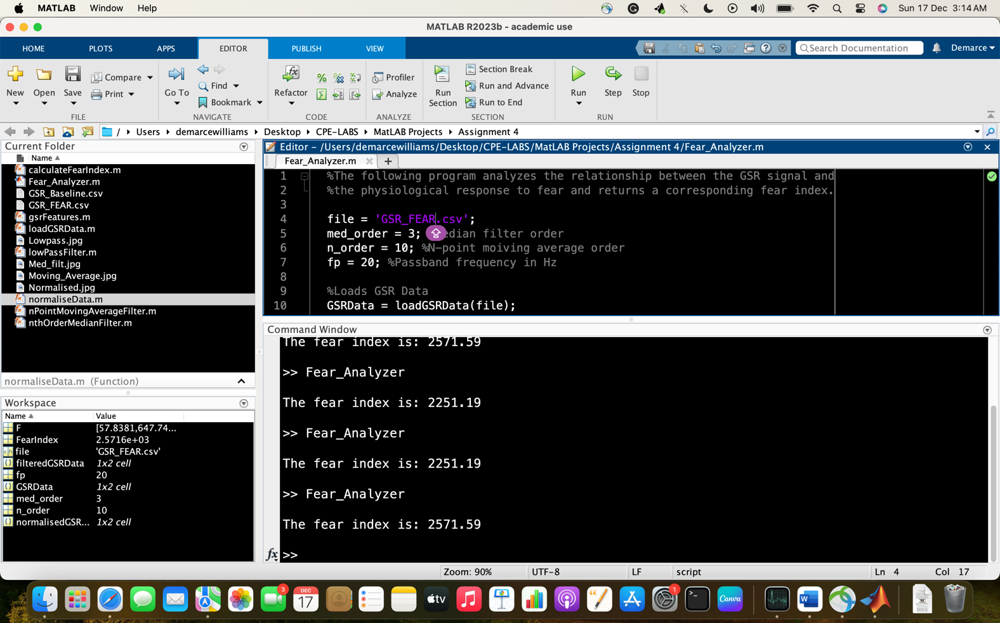 MATLAB Window Help Sun 17 Dec 3:14 AM
MATLAB R2023b - academic use
HOME PLOTS APPS EDITOR PUBLISH VIEW Search Documentation Demarce
New Open Save Compare Print
FILE
Go To Find Bookmark
NAVIGATE
Refactor
CODE
Profiler
Analyze
ANALYZE
Run Section
Section Break
Run and Advance
Run to End
SECTION
Run Step Stop
RUN
/ Users demarcewilliams Desktop CPE-LABS MatLAB Projects Assignment 4
Current Folder
Name
calculateFearIndex.m
Fear_Analyzer.m
GSR_Baseline.csv
GSR_FEAR.csv
gsrFeatures.m
loadGSRData.m
Lowpass.jpg
lowPassFilter.m
Med_filt.jpg
Moving_Average.jpg
Normalised.jpg
normaliseData.m
nPointMovingAverageFilter.m
nthOrderMedianFilter.m
normaliseData.m (Function)
Workspace
Name Value
F [57.8381,647.74...
FearIndex 2.5716e+03
file 'GSR_FEAR.csv'
filteredGSRData 1x2 cell
fp 20
GSRData 1x2 cell
med_order 3
n_order 10
normalisedGSR... 1x2 cell
Editor - /Users/demarcewilliams/Desktop/CPE-LABS/MatLAB Projects/Assignment 4/Fear_Analyzer.m
Fear_Analyzer.m
1 %The following program analyzes the relationship between the GSR signal and
2 %the physiological response to fear and returns a corresponding fear index.
3
4 file = 'GSR_FEAR.csv';
5 med_order = 3; edian filter order
6 n_order = 10; %N-point moiving average order
7 fp = 20; %Passband frequency in Hz
8
9 %Loads GSR Data
10 GSRData = loadGSRData(file);
Command Window
The fear index is: 2571.59
>> Fear_Analyzer
The fear index is: 2251.19
>> Fear_Analyzer
The fear index is: 2251.19
>> Fear_Analyzer
The fear index is: 2571.59
fx >>
Zoom: 90% UTF-8 LF script Ln 4 Col 17
3 DEC 17 tv 1 Canva W DOCX